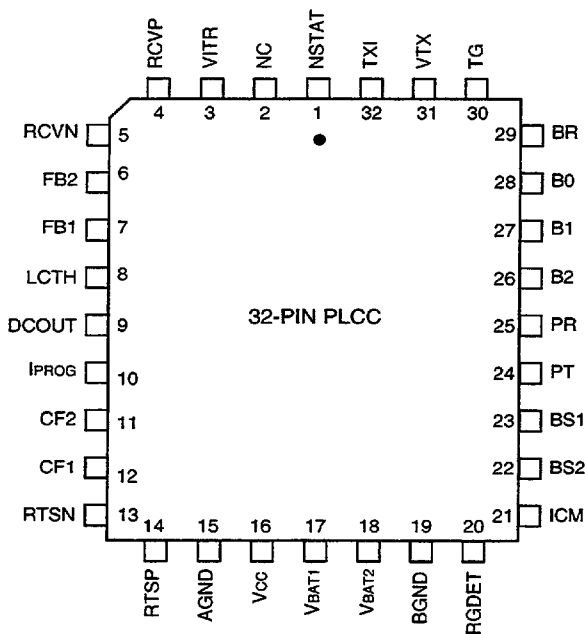 RCVP VITR NC NSTAT TXI VTX TG
4 3 2 1 32 31 30
RCVN 5 29 BR
FB2 6 28 B0
FB1 7 27 B1
LCTH 8 26 B2
32-PIN PLCC
DCOUT 9 25 PR
IPROG 10 24 PT
CF2 11 23 BS1
CF1 12 22 BS2
RTSN 13 21 ICM
14 15 16 17 18 19 20
RTSP AGND VCC VBAT1 VBAT2 BGND RGDET